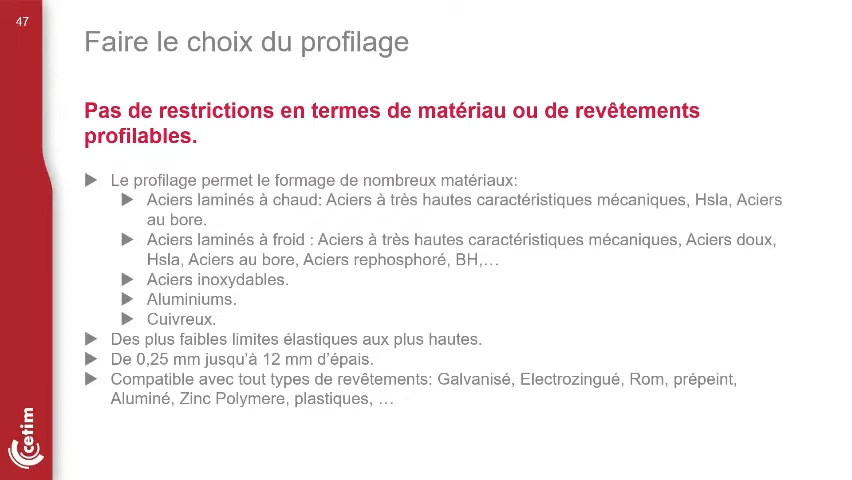 47
Faire le choix du profilage
Pas de restrictions en termes de matériau ou de revêtements
profilables.
Le profilage permet le formage de nombreux matériaux:
Aciers laminés à chaud: Aciers à très hautes caractéristiques mécaniques, Hsla, Aciers
au bore.
Aciers laminés à froid : Aciers à très hautes caractéristiques mécaniques, Aciers doux,
Hsla, Aciers au bore, Aciers rephosphoré, BH,…
Aciers inoxydables.
Aluminiums.
Cuivreux.
Des plus faibles limites élastiques aux plus hautes.
De 0,25 mm jusqu'à 12 mm d'épais.
Compatible avec tout types de revêtements: Galvanisé, Electrozingué, Rom, prépeint,
Aluminé, Zinc Polymere, plastiques, …
cetim